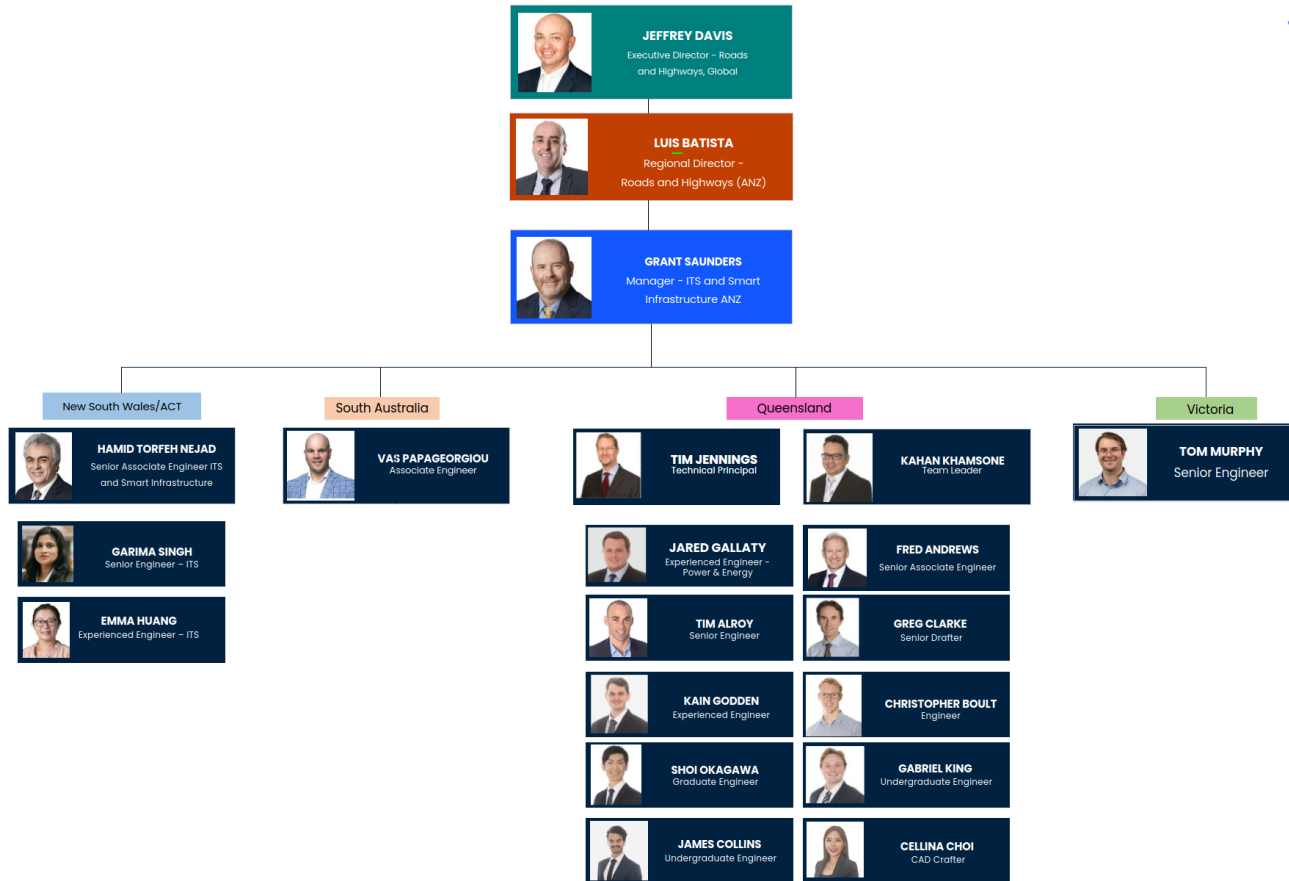 JEFFREY DAVIS
Executive Director - Roads
and Highways, Global
LUIS BATISTA
Regional Director -
Roads and Highways (ANZ)
GRANT SAUNDERS
Manager - ITS and Smart
Infrastructure ANZ
New South Wales/ACT
HAMID TORFEH NEJAD
Senior Associate Engineer ITS
and Smart Infrastructure
GARIMA SINGH
Senior Engineer – ITS
EMMA HUANG
Experienced Engineer – ITS
South Australia
VAS PAPAGEORGIOU
Associate Engineer
Queensland
TIM JENNINGS
Technical Principal
KAHAN KHAMSONE
Team Leader
JARED GALLATY
Experienced Engineer -
Power & Energy
FRED ANDREWS
Senior Associate Engineer
TIM ALROY
Senior Engineer
GREG CLARKE
Senior Drafter
KAIN GODDEN
Experienced Engineer
CHRISTOPHER BOULT
Engineer
SHOI OKAGAWA
Graduate Engineer
GABRIEL KING
Undergraduate Engineer
JAMES COLLINS
Undergraduate Engineer
CELLINA CHOI
CAD Crafter
Victoria
TOM MURPHY
Senior Engineer